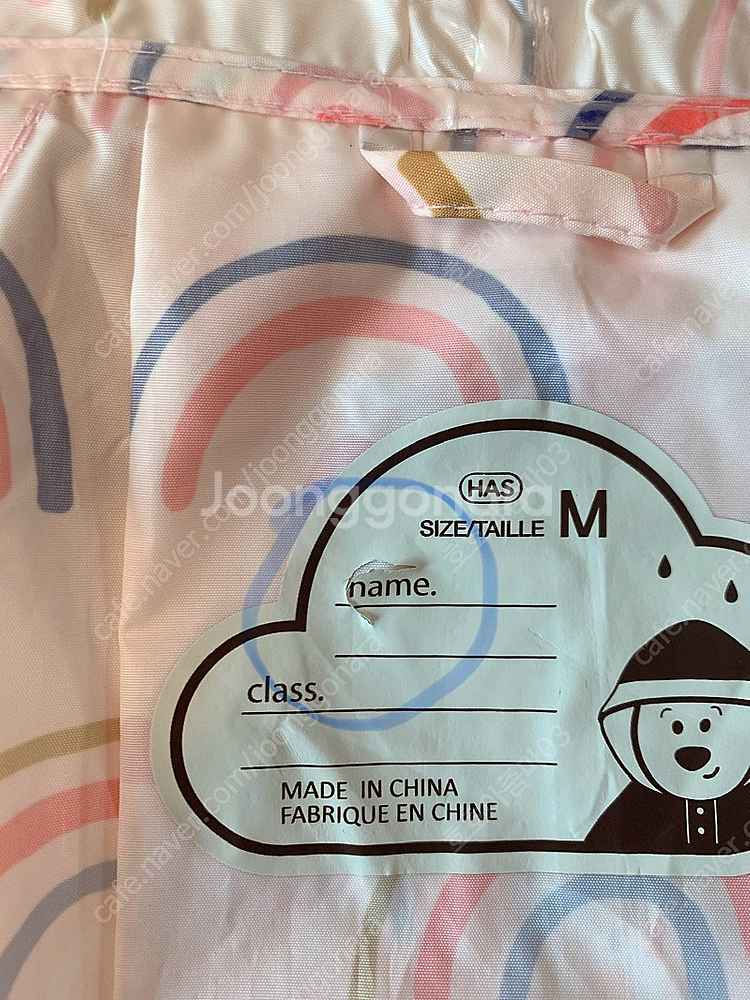 HAS
Joonggonara
SIZE/TAILLE M
name.
class.
MADE IN CHINA
FABRIQUE EN CHINE